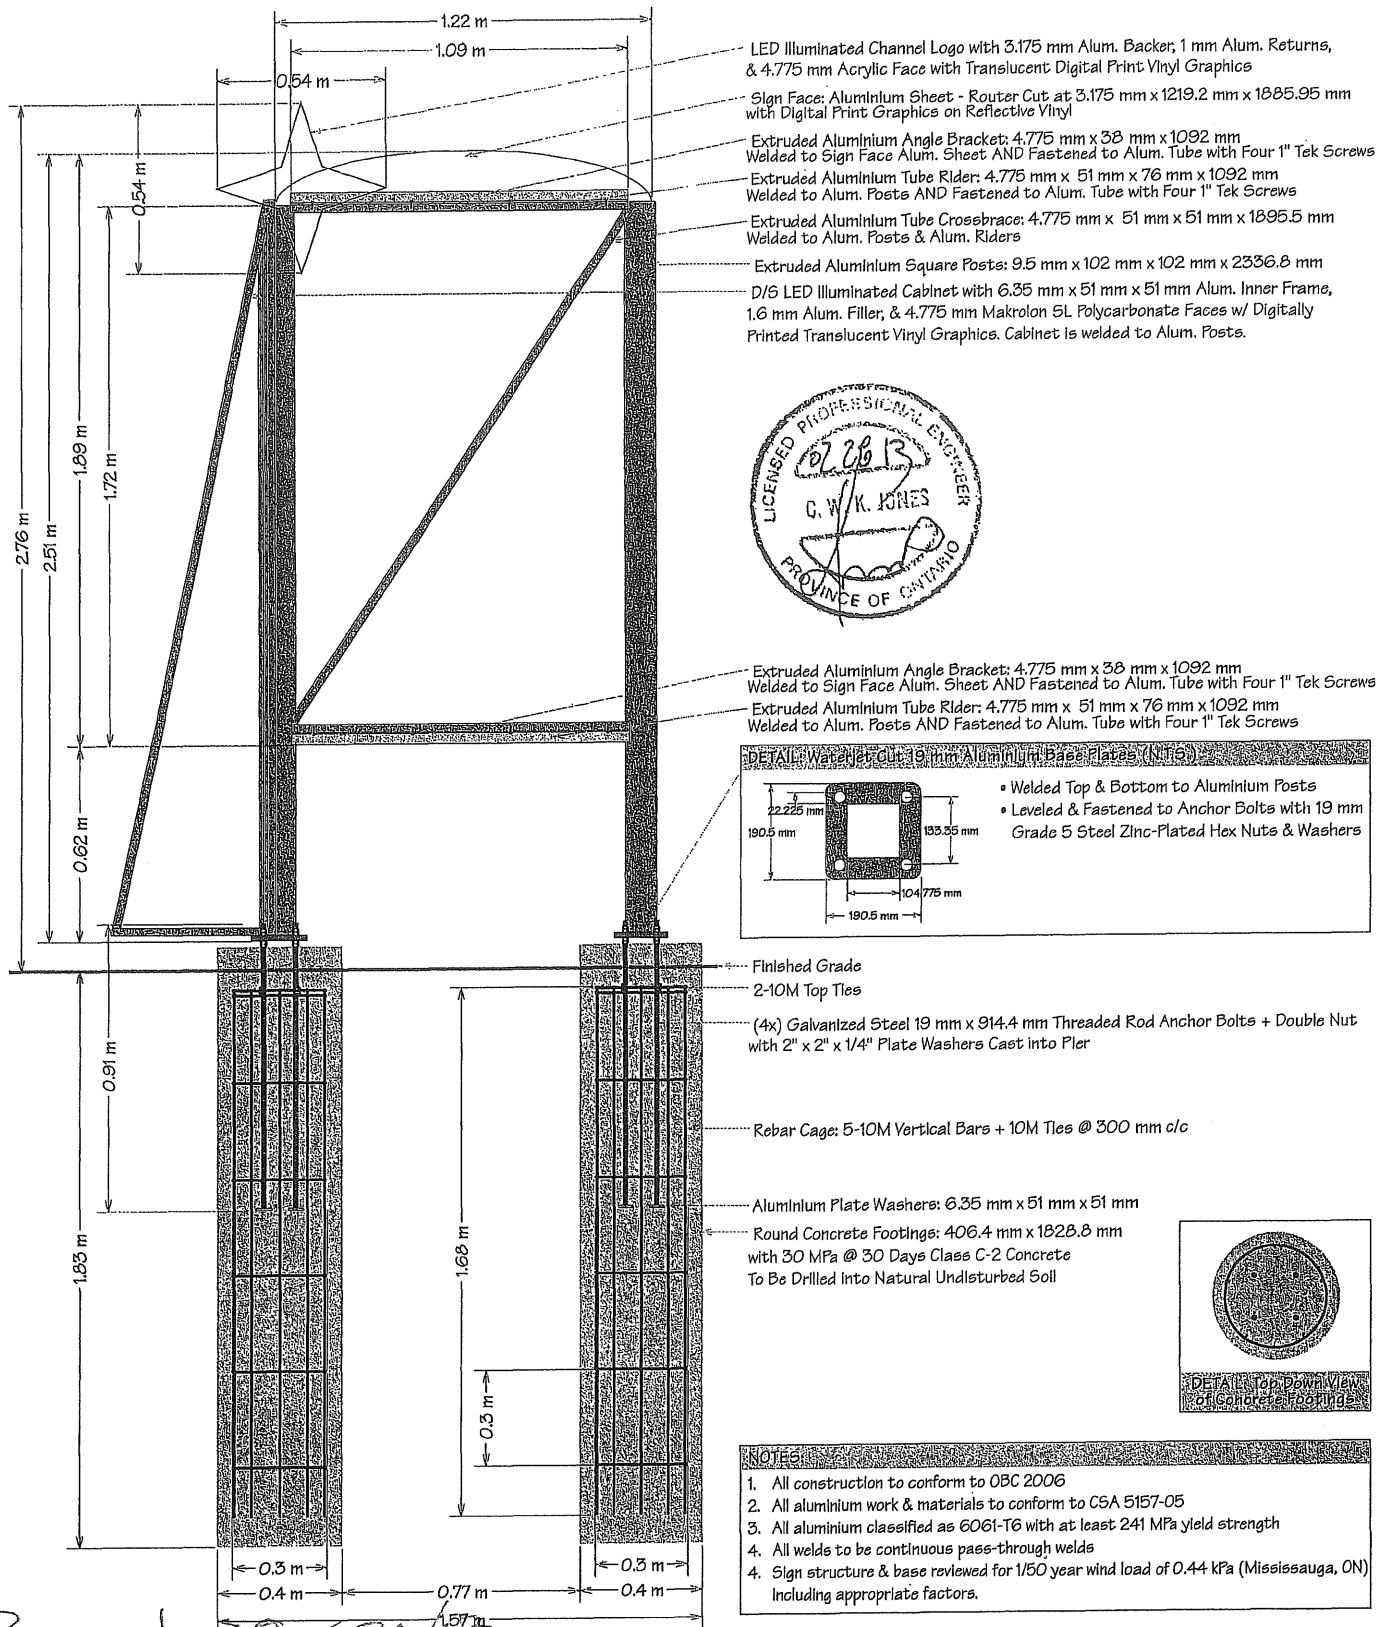 1.22 m
1.09 m
0.54 m
0.54 m
2.76 m
2.51 m
1.89 m
1.72 m
0.62 m
0.91 m
1.83 m
1.68 m
0.3 m
0.3 m
0.3 m
0.4 m
0.77 m
0.4 m
1.57 m
LED Illuminated Channel Logo with 3.175 mm Alum. Backer, 1 mm Alum. Returns,
& 4.775 mm Acrylic Face with Translucent Digital Print Vinyl Graphics
Sign Face: Aluminium Sheet - Router Cut at 3.175 mm x 1219.2 mm x 1885.95 mm
with Digital Print Graphics on Reflective Vinyl
Extruded Aluminium Angle Bracket: 4.775 mm x 38 mm x 1092 mm
Welded to Sign Face Alum. Sheet AND Fastened to Alum. Tube with Four 1" Tek Screws
Extruded Aluminium Tube Rider: 4.775 mm x 51 mm x 76 mm x 1092 mm
Welded to Alum. Posts AND Fastened to Alum. Tube with Four 1" Tek Screws
Extruded Aluminium Tube Crossbrace: 4.775 mm x 51 mm x 51 mm x 1895.5 mm
Welded to Alum. Posts & Alum. Riders
Extruded Aluminium Square Posts: 9.5 mm x 102 mm x 102 mm x 2336.8 mm
D/S LED Illuminated Cabinet with 6.35 mm x 51 mm x 51 mm Alum. Inner Frame,
1.6 mm Alum. Filler, & 4.775 mm Makrolon SL Polycarbonate Faces w/ Digitally
Printed Translucent Vinyl Graphics. Cabinet is welded to Alum. Posts.
LICENSED PROFESSIONAL ENGINEER
C. W. K. JONES
PROVINCE OF ONTARIO
Extruded Aluminium Angle Bracket: 4.775 mm x 38 mm x 1092 mm
Welded to Sign Face Alum. Sheet AND Fastened to Alum. Tube with Four 1" Tek Screws
Extruded Aluminium Tube Rider: 4.775 mm x 51 mm x 76 mm x 1092 mm
Welded to Alum. Posts AND Fastened to Alum. Tube with Four 1" Tek Screws
DETAIL: Waterjet Cut 19 mm Aluminium Base Plates (N.T.S.)
22.225 mm
190.5 mm
133.35 mm
104.775 mm
190.5 mm
• Welded Top & Bottom to Aluminium Posts
• Leveled & Fastened to Anchor Bolts with 19 mm
Grade 5 Steel Zinc-Plated Hex Nuts & Washers
Finished Grade
2-10M Top Ties
(4x) Galvanized Steel 19 mm x 914.4 mm Threaded Rod Anchor Bolts + Double Nut
with 2" x 2" x 1/4" Plate Washers Cast into Pier
Rebar Cage: 5-10M Vertical Bars + 10M Ties @ 300 mm c/c
Aluminium Plate Washers: 6.35 mm x 51 mm x 51 mm
Round Concrete Footings: 406.4 mm x 1828.8 mm
with 30 MPa @ 30 Days Class C-2 Concrete
To Be Drilled into Natural Undisturbed Soil
DETAIL: Top Down View
of Concrete Footings
NOTES:
1. All construction to conform to OBC 2006
2. All aluminium work & materials to conform to CSA S157-05
3. All aluminium classified as 6061-T6 with at least 241 MPa yield strength
4. All welds to be continuous pass-through welds
4. Sign structure & base reviewed for 1/50 year wind load of 0.44 kPa (Mississauga, ON)
including appropriate factors.